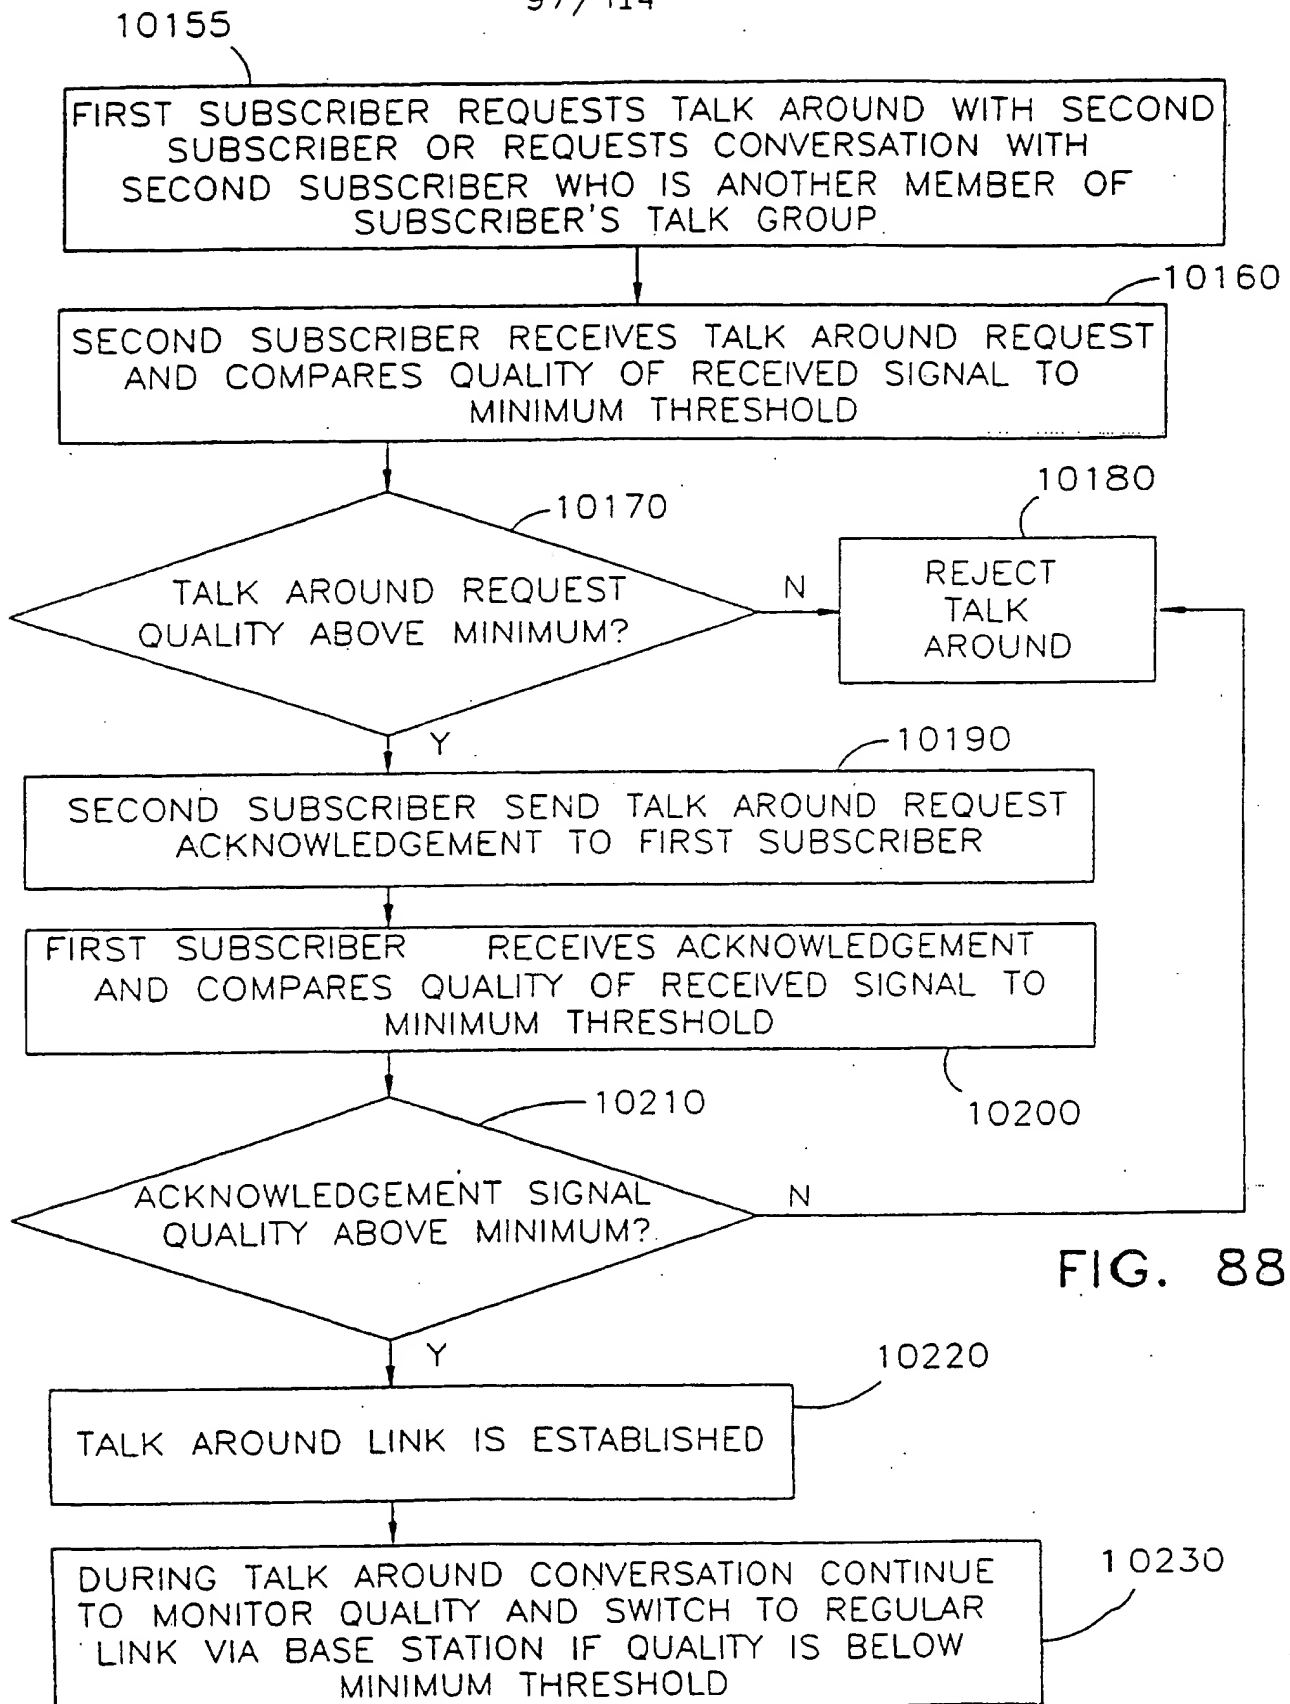 10155
FIRST SUBSCRIBER REQUESTS TALK AROUND WITH SECOND
SUBSCRIBER OR REQUESTS CONVERSATION WITH
SECOND SUBSCRIBER WHO IS ANOTHER MEMBER OF
SUBSCRIBER'S TALK GROUP
10160
SECOND SUBSCRIBER RECEIVES TALK AROUND REQUEST
AND COMPARES QUALITY OF RECEIVED SIGNAL TO
MINIMUM THRESHOLD
10170
10180
TALK AROUND REQUEST
QUALITY ABOVE MINIMUM?
N
REJECT
TALK
AROUND
Y
10190
SECOND SUBSCRIBER SEND TALK AROUND REQUEST
ACKNOWLEDGEMENT TO FIRST SUBSCRIBER
FIRST SUBSCRIBER RECEIVES ACKNOWLEDGEMENT
AND COMPARES QUALITY OF RECEIVED SIGNAL TO
MINIMUM THRESHOLD
10200
10210
ACKNOWLEDGEMENT SIGNAL
QUALITY ABOVE MINIMUM?
N
FIG. 88
Y
10220
TALK AROUND LINK IS ESTABLISHED
10230
DURING TALK AROUND CONVERSATION CONTINUE
TO MONITOR QUALITY AND SWITCH TO REGULAR
LINK VIA BASE STATION IF QUALITY IS BELOW
MINIMUM THRESHOLD